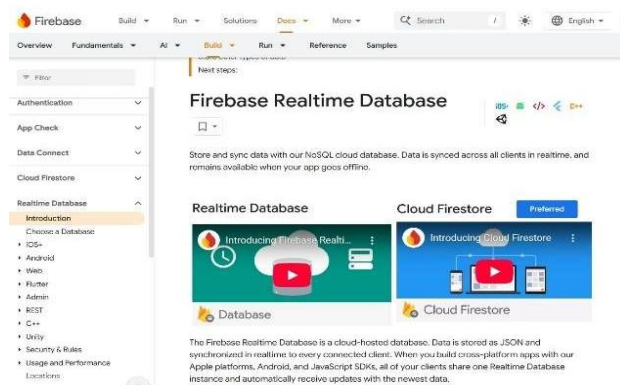 Firebase
Build
Run
Solutions
Docs
More
Search
/
English
Overview
Fundamentals
AI
Build
Run
Reference
Samples
Filter
Authentication
App Check
Data Connect
Cloud Firestore
Realtime Database
Introduction
Choose a Database
iOS+
Android
Web
Flutter
Admin
REST
C++
Unity
Security & Rules
Usage and Performance
Locations
Next steps:
Firebase Realtime Database
iOS+ </> C++
Store and sync data with our NoSQL cloud database. Data is synced across all clients in realtime, and
remains available when your app goes offline.
Realtime Database
Cloud Firestore
Preferred
Introducing Firebase Realti...
Database
Introducing Cloud Firestore
Cloud Firestore
The Firebase Realtime Database is a cloud-hosted database. Data is stored as JSON and
synchronized in realtime to every connected client. When you build cross-platform apps with our
Apple platforms, Android, and JavaScript SDKs, all of your clients share one Realtime Database
instance and automatically receive updates with the newest data.